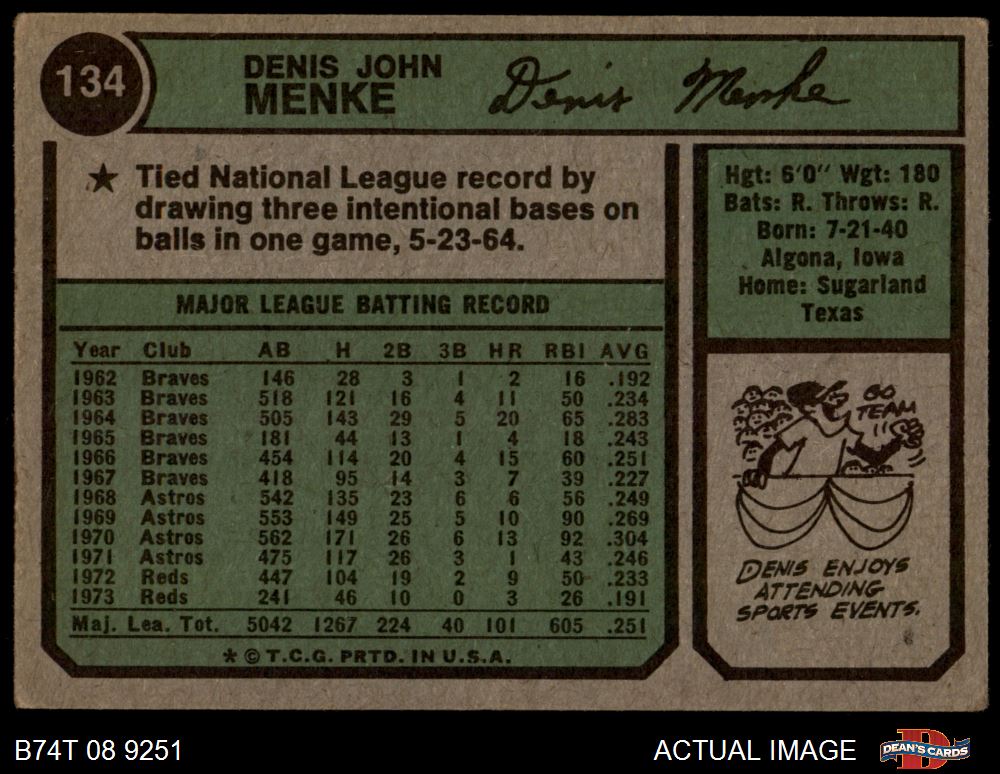 134
DENIS JOHN
MENKE
Denis Menke
★ Tied National League record by
drawing three intentional bases on
balls in one game, 5-23-64.
Hgt: 6'0" Wgt: 180
Bats: R. Throws: R.
Born: 7-21-40
Algona, Iowa
Home: Sugarland
Texas
MAJOR LEAGUE BATTING RECORD
Year Club AB H 2B 3B HR RBI AVG
1962 Braves 146 28 3 1 2 16 .192
1963 Braves 518 121 16 4 11 50 .234
1964 Braves 505 143 29 5 20 65 .283
1965 Braves 181 44 13 1 4 18 .243
1966 Braves 454 114 20 4 15 60 .251
1967 Braves 418 95 14 3 7 39 .227
1968 Astros 542 135 23 6 6 56 .249
1969 Astros 553 149 25 5 10 90 .269
1970 Astros 562 171 26 6 13 92 .304
1971 Astros 475 117 26 3 1 43 .246
1972 Reds 447 104 19 2 9 50 .233
1973 Reds 241 46 10 0 3 26 .191
Maj. Lea. Tot. 5042 1267 224 40 101 605 .251
* © T.C.G. PRTD. IN U.S.A.
GO
TEAM
DENIS ENJOYS
ATTENDING
SPORTS EVENTS.
B74T 08 9251
ACTUAL IMAGE
DEAN'S CARDS